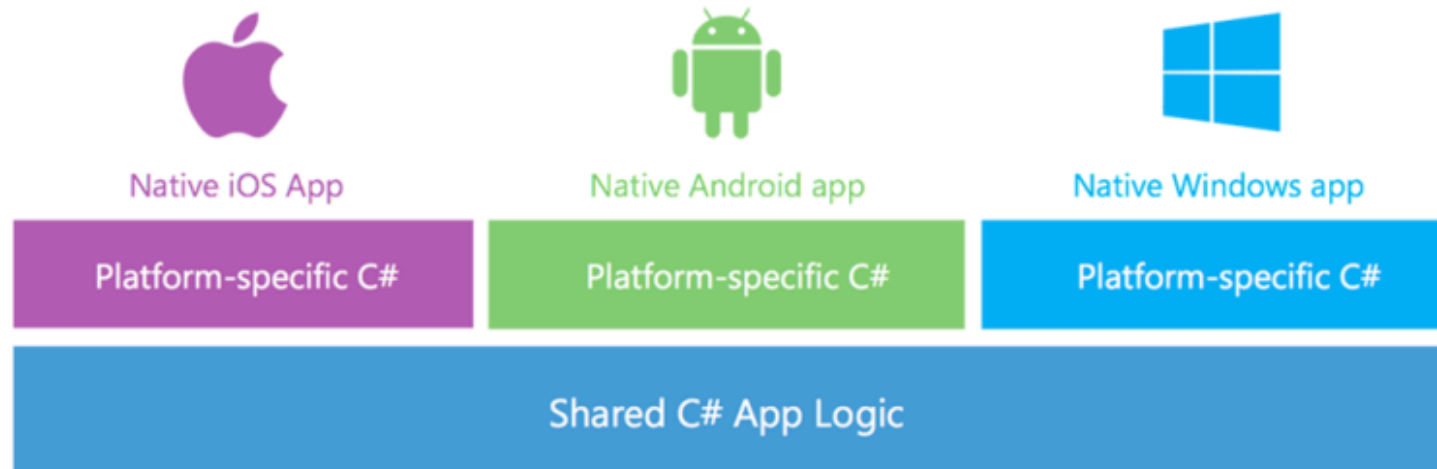 Native iOS App
Native Android app
Native Windows app
Platform-specific C#
Platform-specific C#
Platform-specific C#
Shared C# App Logic